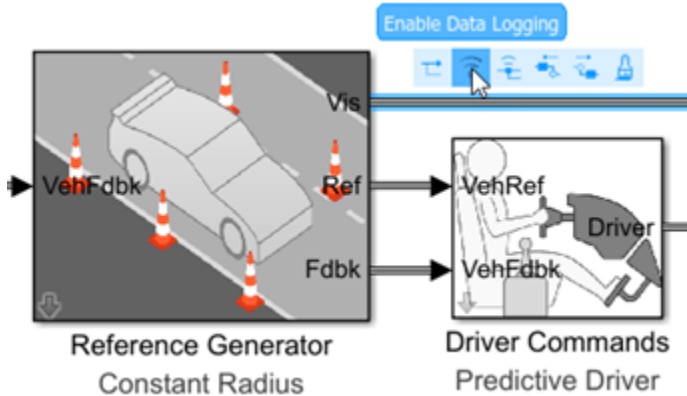 Enable Data Logging
Vis
VehFdbk
Ref
VehRef
Driver
Fdbk
VehFdbk
Reference Generator
Driver Commands
Constant Radius
Predictive Driver